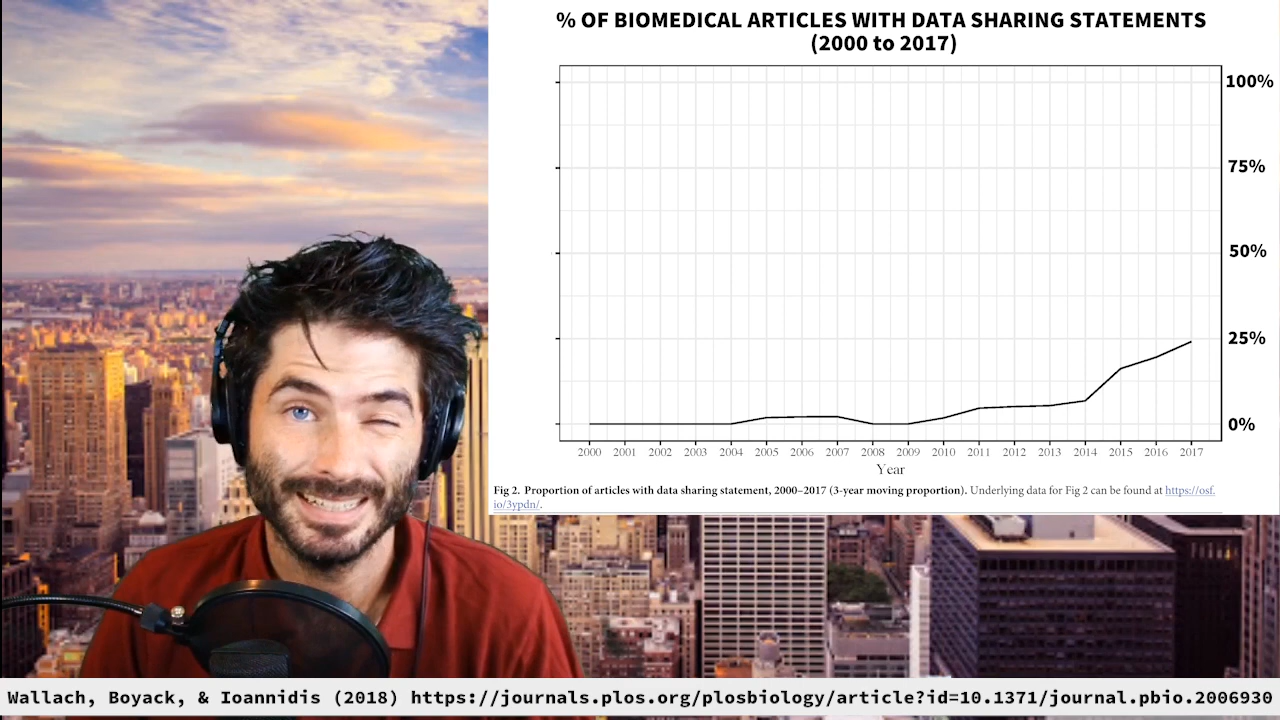 % OF BIOMEDICAL ARTICLES WITH DATA SHARING STATEMENTS
(2000 to 2017)
100%
75%
50%
25%
0%
2000 2001 2002 2003 2004 2005 2006 2007 2008 2009 2010 2011 2012 2013 2014 2015 2016 2017
Year
Fig 2. Proportion of articles with data sharing statement, 2000–2017 (3-year moving proportion). Underlying data for Fig 2 can be found at https://osf.
io/3ypdn/.
Wallach, Boyack, & Ioannidis (2018) https://journals.plos.org/plosbiology/article?id=10.1371/journal.pbio.2006930